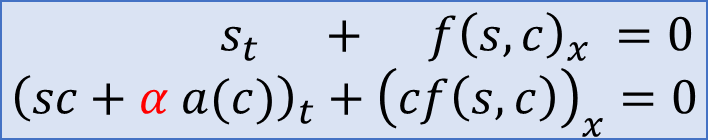 s_t + f(s, c)_x = 0
(sc + α a(c))_t + (cf(s, c))_x = 0